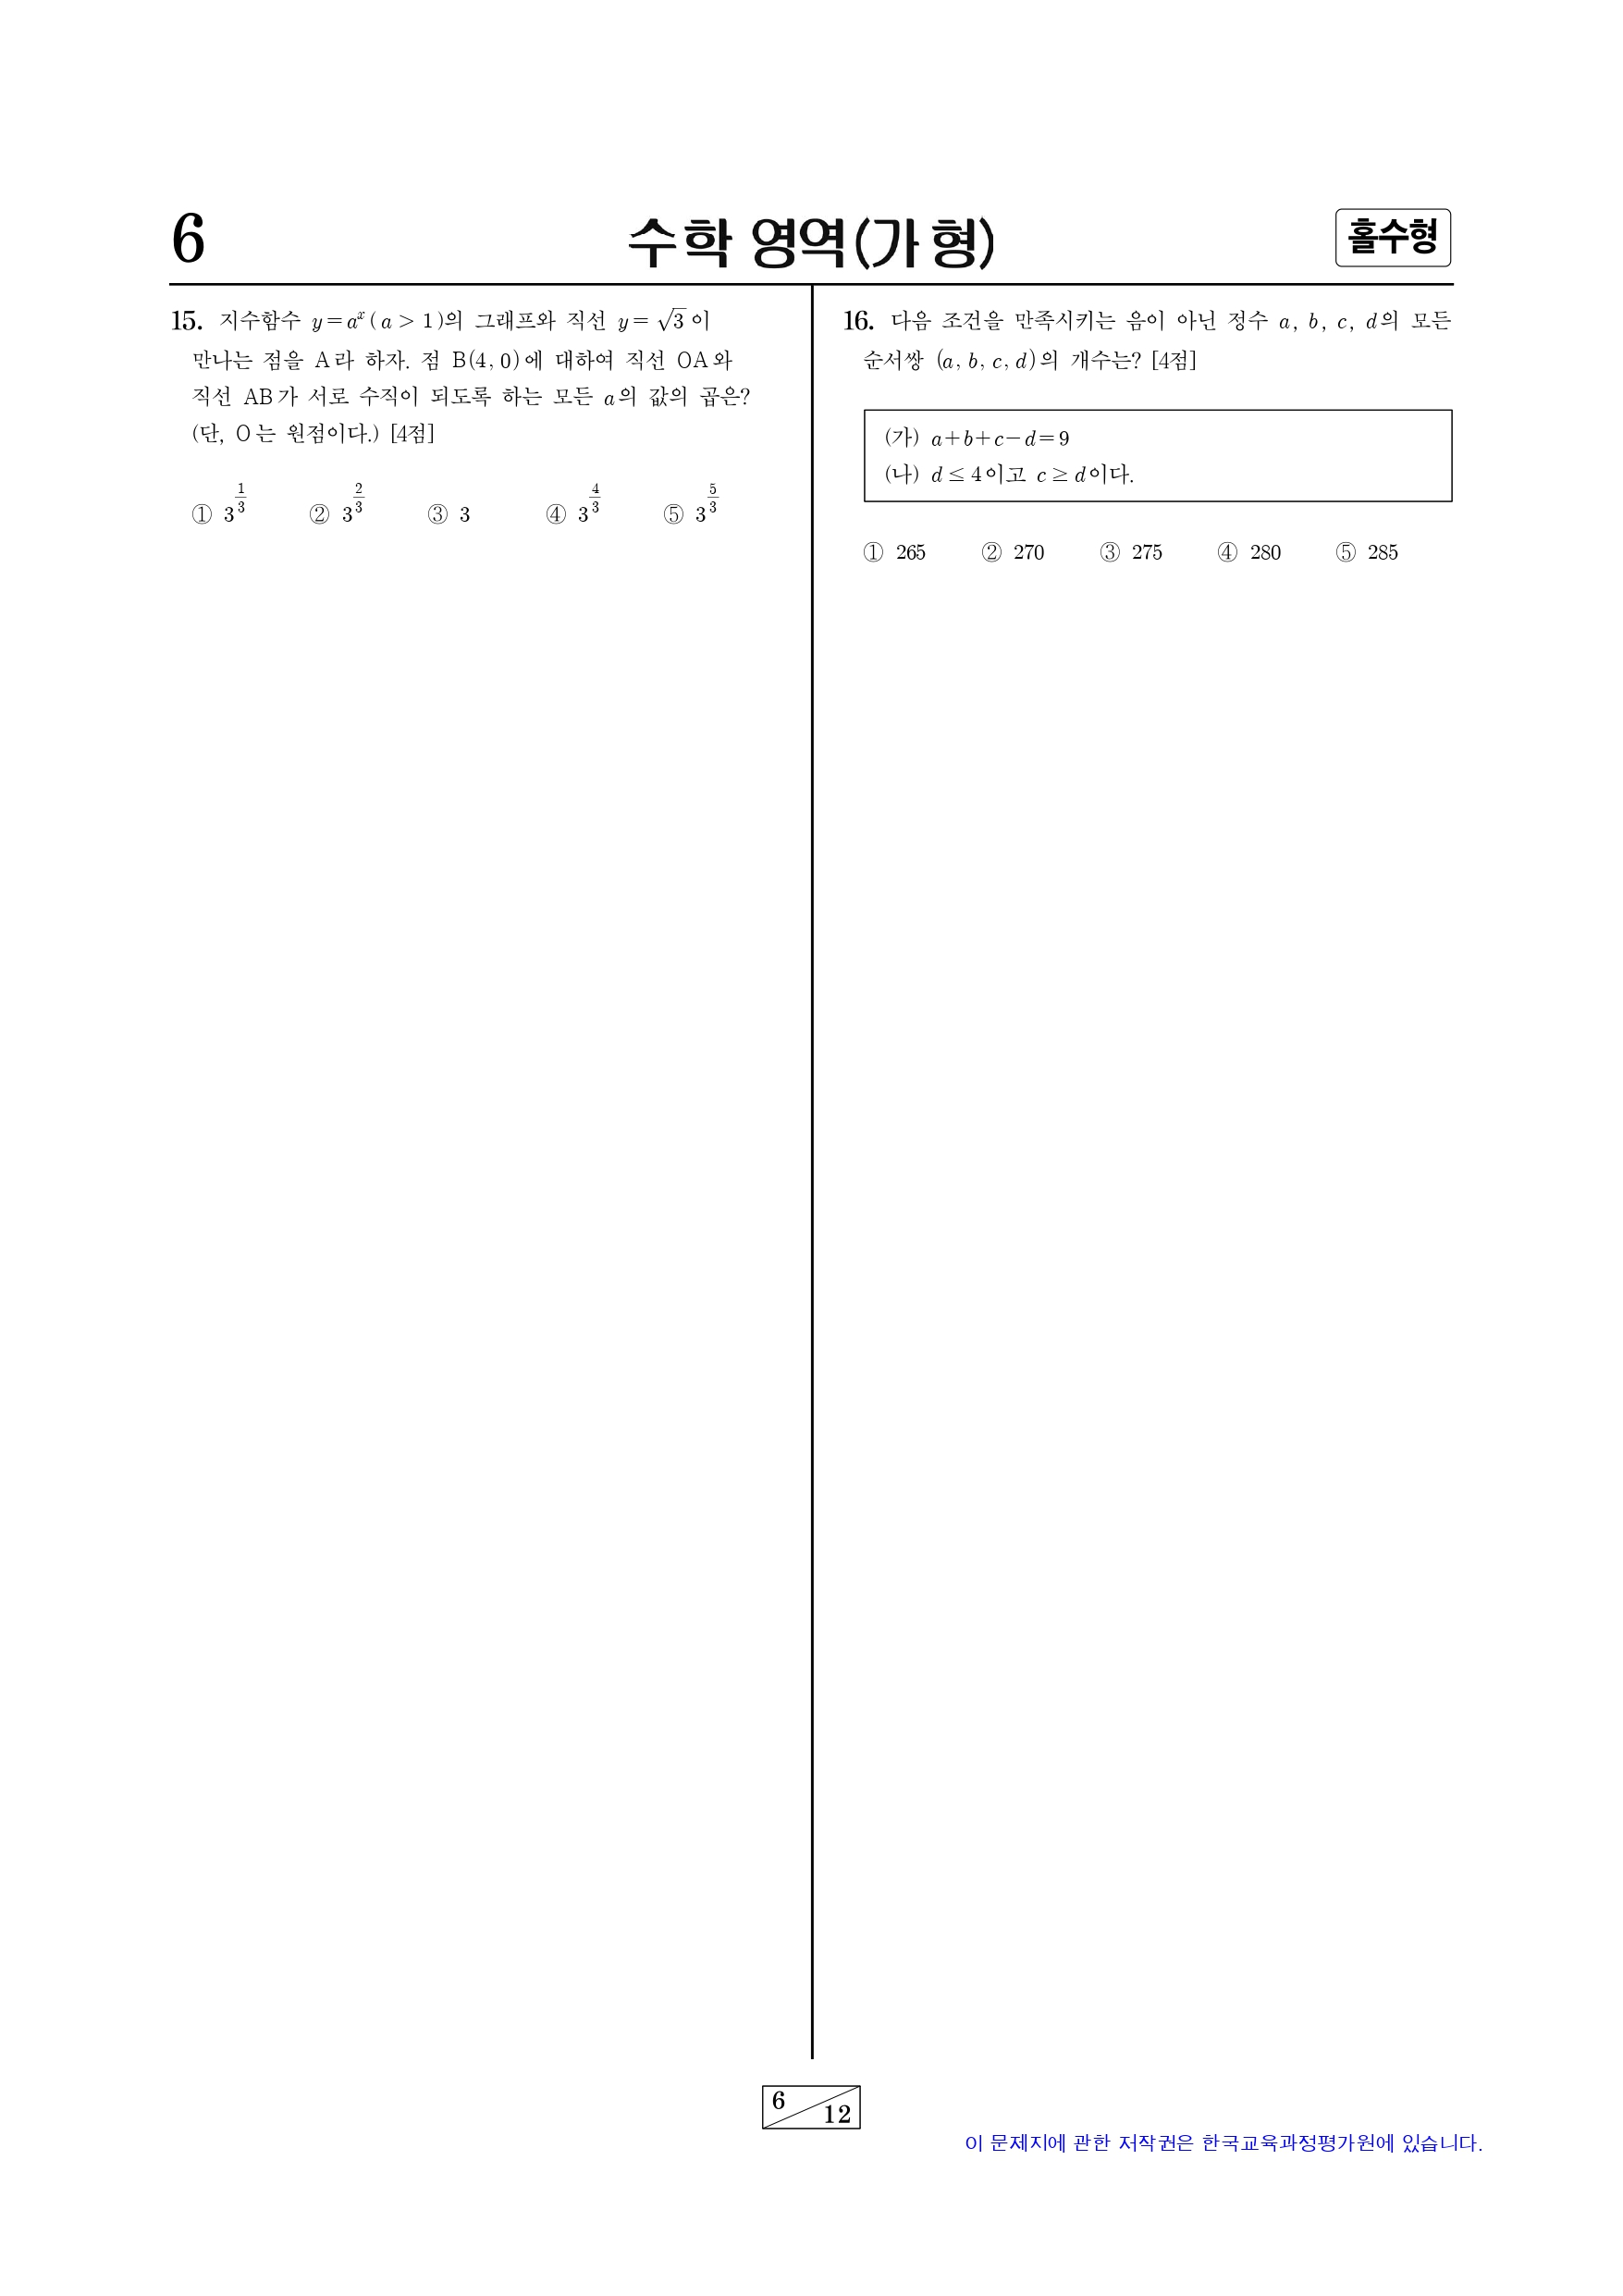 6
수학 영역(가 형)
홀수형
15. 지수함수 y=aˣ ( a > 1 )의 그래프와 직선 y= √3 이
만나는 점을 A라 하자. 점 B(4, 0)에 대하여 직선 OA와
직선 AB가 서로 수직이 되도록 하는 모든 a의 값의 곱은?
(단, O는 원점이다.) [4점]
① 3^(1/3) ② 3^(2/3) ③ 3 ④ 3^(4/3) ⑤ 3^(5/3)
16. 다음 조건을 만족시키는 음이 아닌 정수 a, b, c, d의 모든
순서쌍 (a, b, c, d)의 개수는? [4점]
(가) a+b+c-d=9
(나) d ≤ 4이고 c ≥ d이다.
① 265 ② 270 ③ 275 ④ 280 ⑤ 285
6
12
이 문제지에 관한 저작권은 한국교육과정평가원에 있습니다.